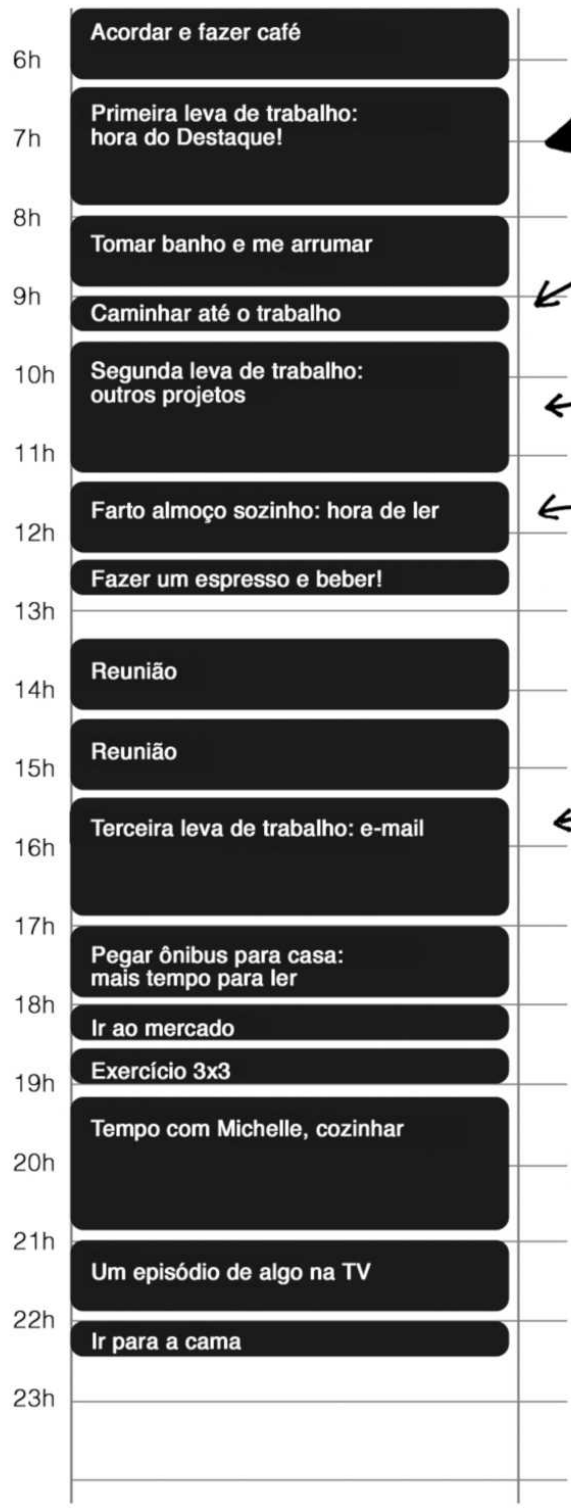 Acordar e fazer café
6h
Primeira leva de trabalho:
hora do Destaque!
7h
8h
Tomar banho e me arrumar
9h
Caminhar até o trabalho
10h
Segunda leva de trabalho:
outros projetos
11h
Farto almoço sozinho: hora de ler
12h
Fazer um espresso e beber!
13h
Reunião
14h
Reunião
15h
Terceira leva de trabalho: e-mail
16h
17h
Pegar ônibus para casa:
mais tempo para ler
18h
Ir ao mercado
Exercício 3x3
19h
Tempo com Michelle, cozinhar
20h
21h
Um episódio de algo na TV
22h
Ir para a cama
23h